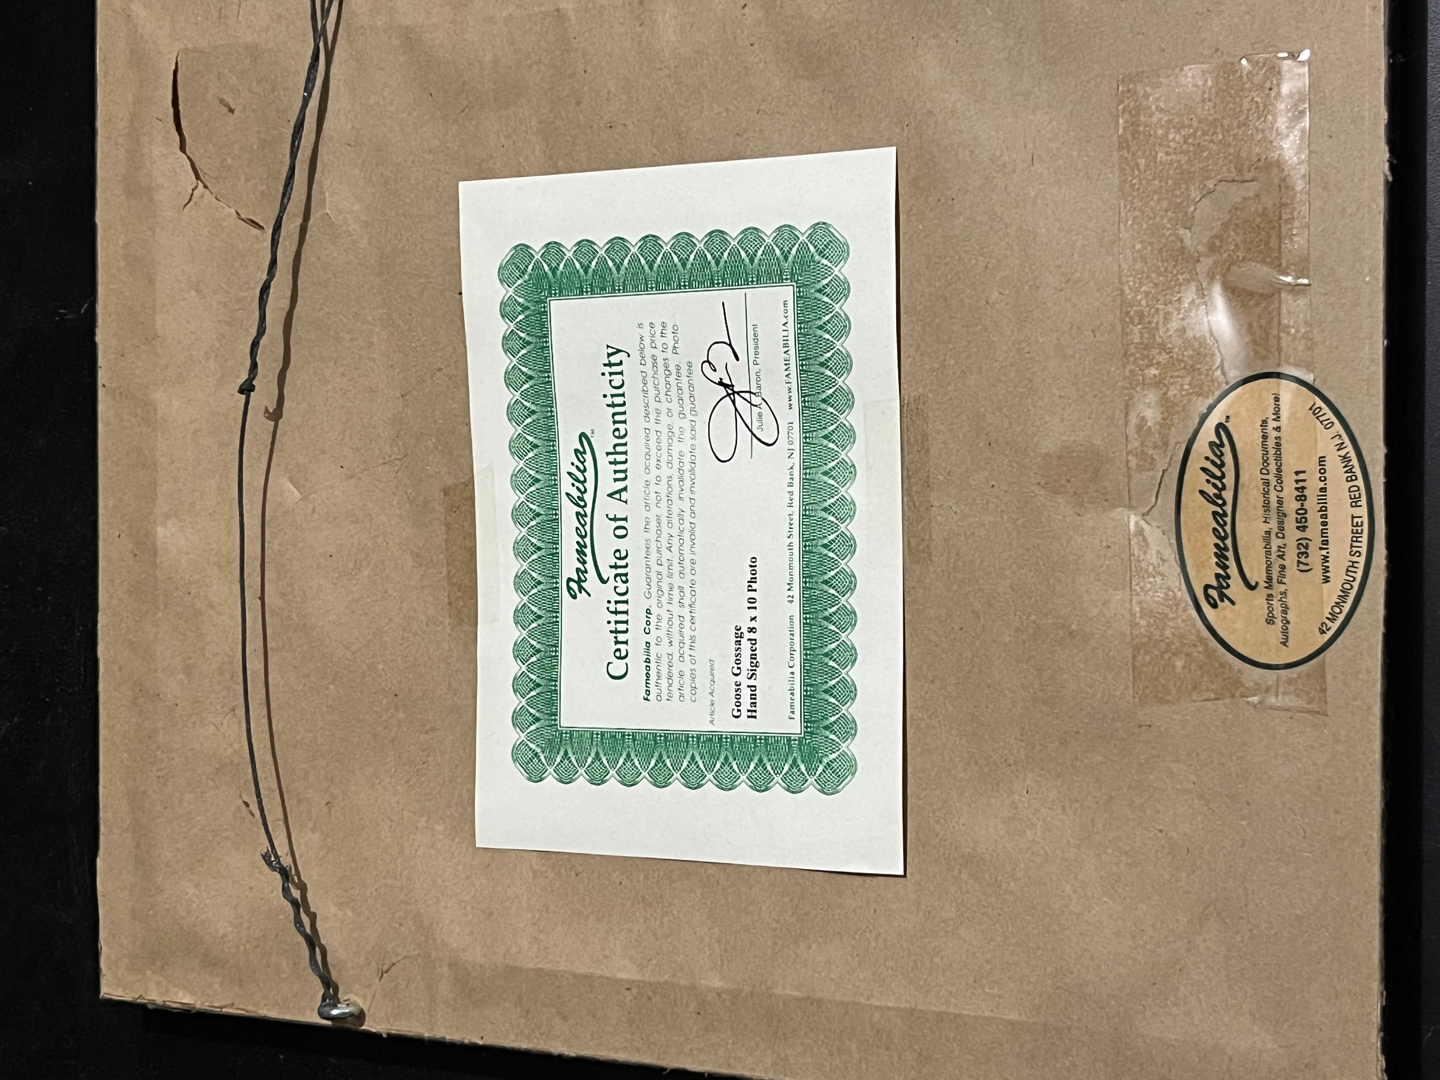 Fameabilia™
Certificate of Authenticity
Fameabilia Corp. Guarantees the article acquired described below is
authentic to the original purchaser, not to exceed the purchase price
tendered, without time limit. Any alterations, damage, or changes to the
article acquired shall automatically invalidate the guarantee. Photo-
copies of this certificate are invalid and invalidate said guarantee
Article Acquired:
Goose Gossage
Hand Signed 8 x 10 Photo
Julie A. Baron, President
Fameabilia Corporation 42 Monmouth Street, Red Bank, NJ 07701 www.FAMEABILIA.com
Fameabilia™
Sports Memorabilia, Historical Documents,
Autographs, Fine Art, Designer Collectibles & More!
(732) 450-8411
www.fameabilia.com
42 MONMOUTH STREET RED BANK NJ, 07701